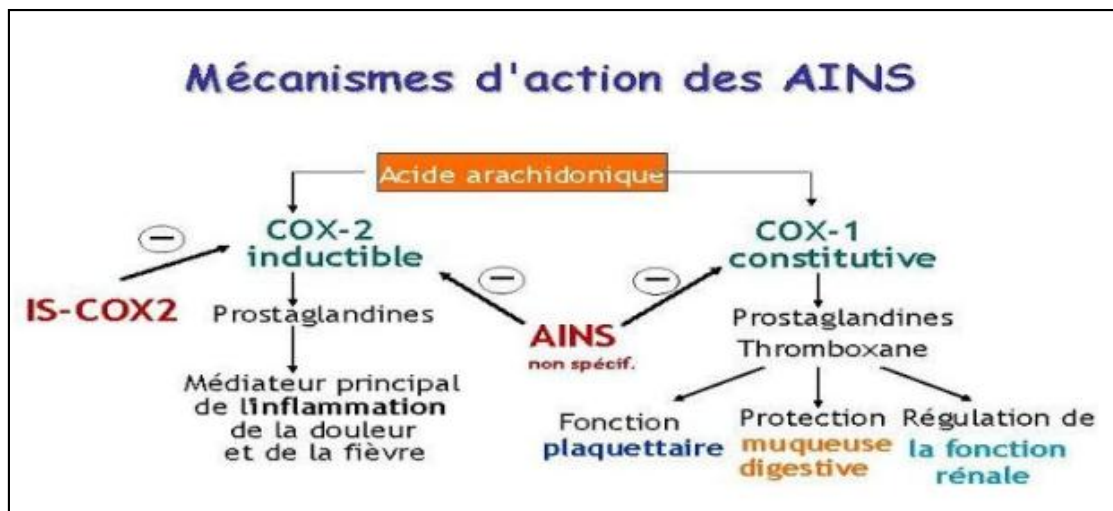 Mécanismes d'action des AINS
Acide arachidonique
COX-2
inductible
COX-1
constitutive
IS-COX2
Prostaglandines
AINS
non spécif.
Prostaglandines
Thromboxane
Médiateur principal
de l'inflammation
de la douleur
et de la fièvre
Fonction
plaquettaire
Protection
muqueuse
digestive
Régulation de
la fonction
rénale